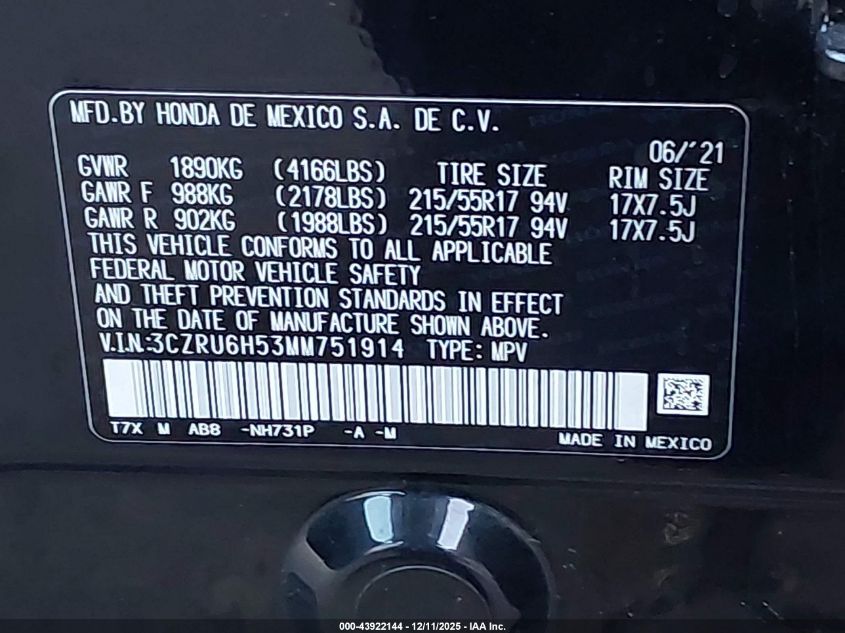 MFD.BY HONDA DE MEXICO S.A. DE C.V.
06/'21
GVWR 1890KG (4166LBS) TIRE SIZE RIM SIZE
GAWR F 988KG (2178LBS) 215/55R17 94V 17X7.5J
GAWR R 902KG (1988LBS) 215/55R17 94V 17X7.5J
THIS VEHICLE CONFORMS TO ALL APPLICABLE
FEDERAL MOTOR VEHICLE SAFETY
AND THEFT PREVENTION STANDARDS IN EFFECT
ON THE DATE OF MANUFACTURE SHOWN ABOVE.
V.I.N.:3CZRU6H53MM751914 TYPE: MPV
T7X M AB8 -NH731P -A -M
MADE IN MEXICO
000-43922144 - 12/11/2025 - IAA Inc.